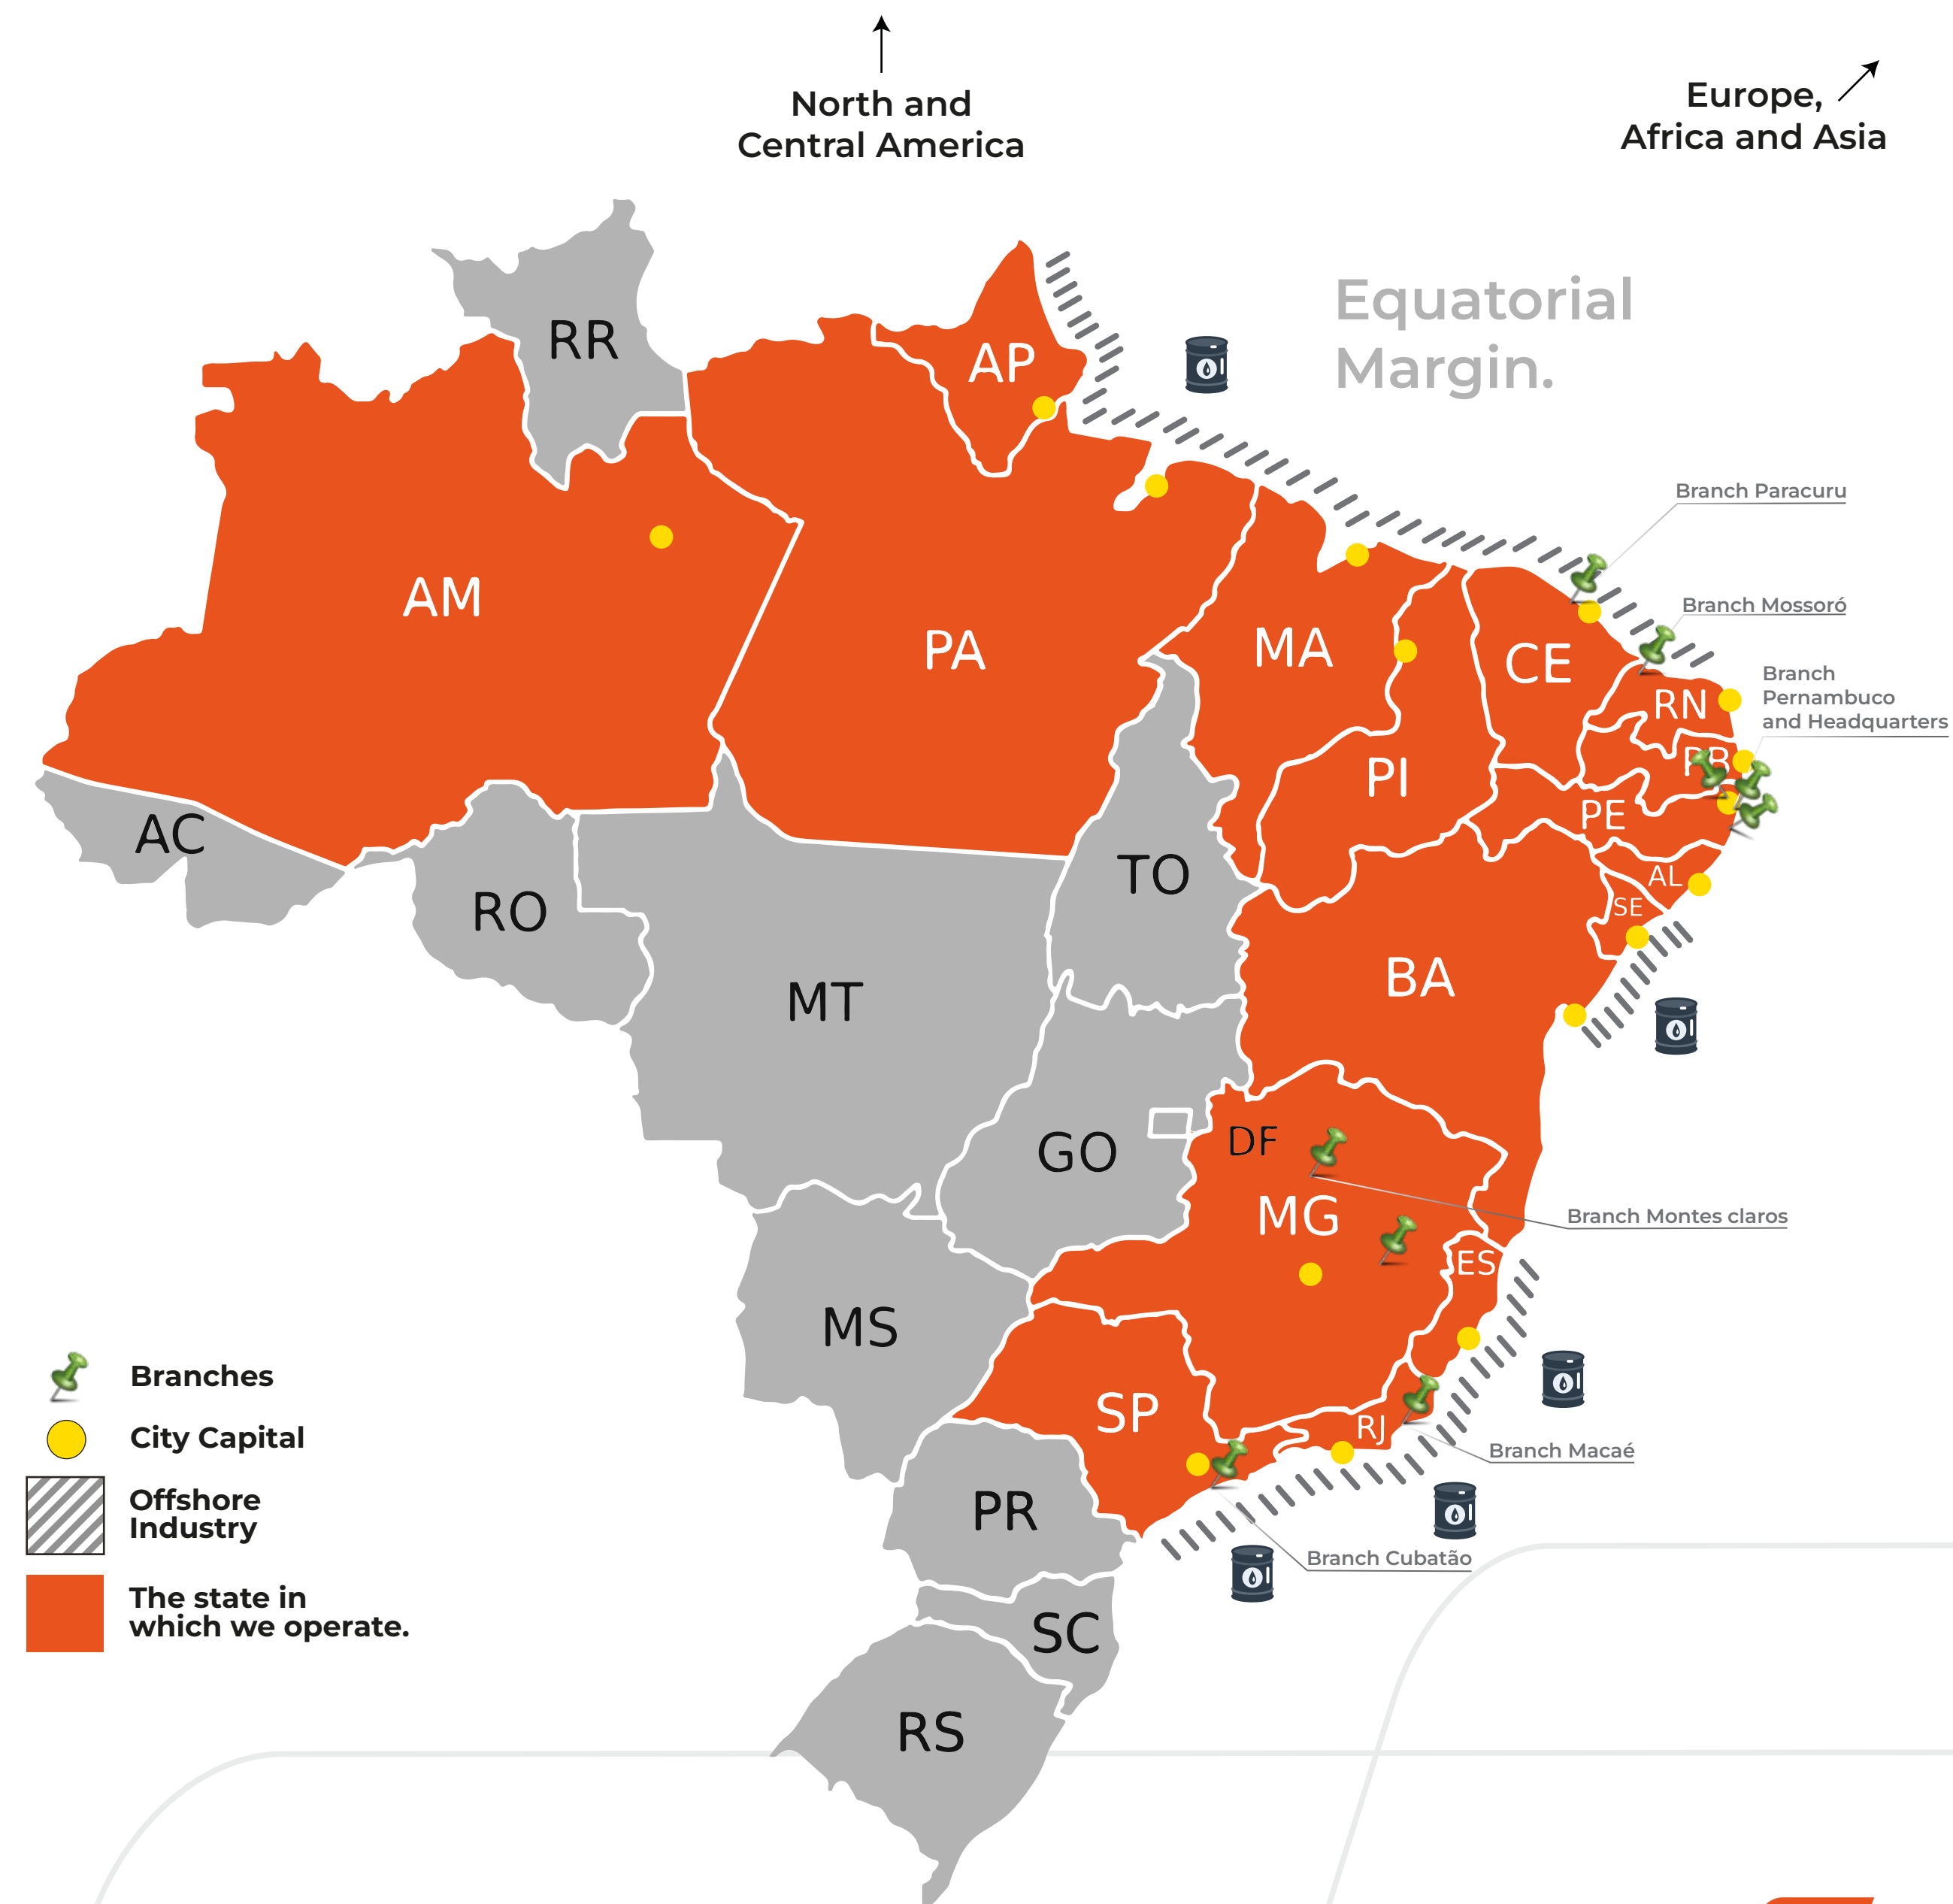 North and
Central America
Europe,
Africa and Asia
Equatorial
Margin.
RR
AP
AM
PA
MA
CE
RN
PB
PI
PE
AL
SE
AC
RO
TO
MT
BA
GO
DF
MG
ES
MS
SP
RJ
PR
SC
RS
Branch Paracuru
Branch Mossoró
Branch
Pernambuco
and Headquarters
Branch Montes claros
Branch Macaé
Branch Cubatão
Branches
City Capital
Offshore
Industry
The state in
which we operate.